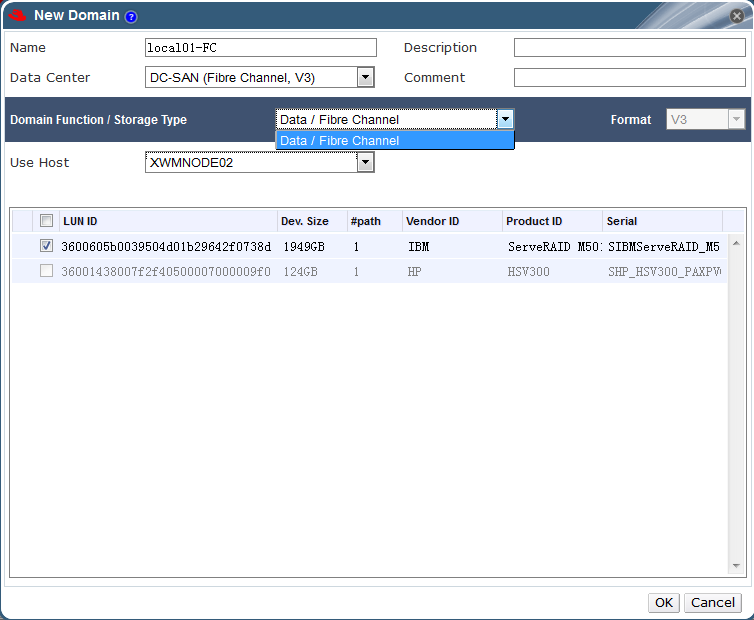 New Domain ?
Name local01-FC Description
Data Center DC-SAN (Fibre Channel, V3) Comment
Domain Function / Storage Type Data / Fibre Channel Format V3
Data / Fibre Channel
Use Host XWMNODE02
LUN ID Dev. Size #path Vendor ID Product ID Serial
3600605b0039504d01b29642f0738d 1949GB 1 IBM ServeRAID M50 SIBMServeRAID_M5
36001438007f2f40500007000009f0 124GB 1 HP HSV300 SHP_HSV300_PAXPV
OK Cancel